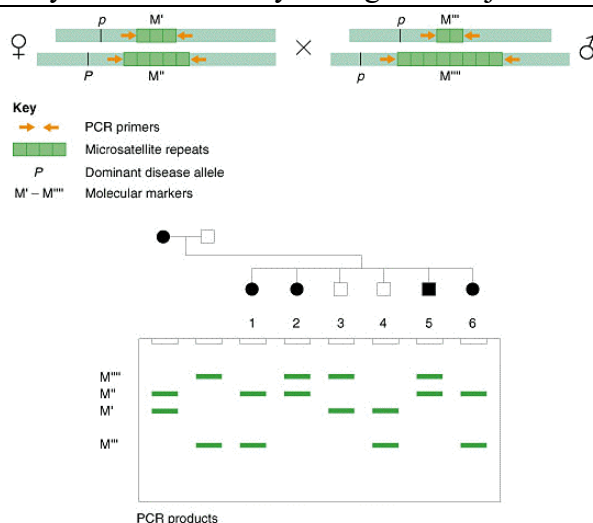 p M' p M'''
♀ × ♂
P M'' p M''''
Key
PCR primers
Microsatellite repeats
P Dominant disease allele
M' – M'''' Molecular markers
1 2 3 4 5 6
M''''
M''
M'
M'''
PCR products